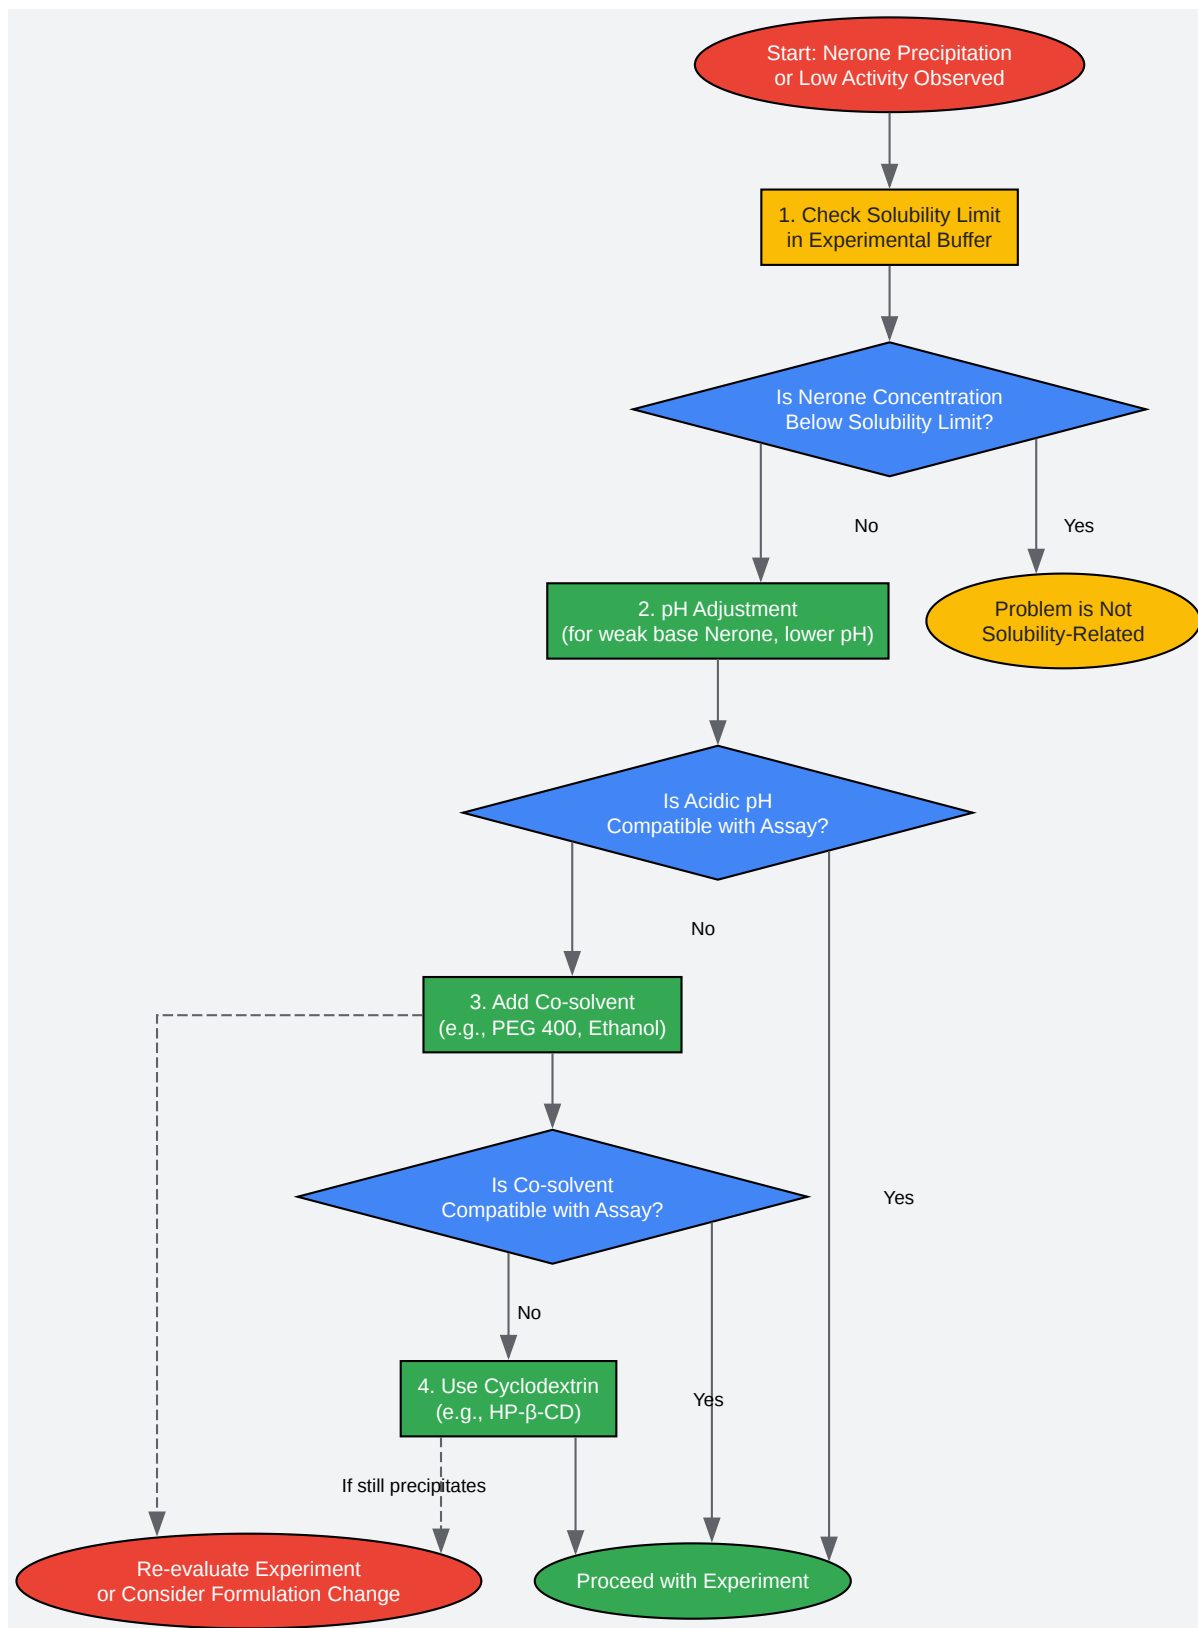 Start: Nerone Precipitation
or Low Activity Observed
1. Check Solubility Limit
in Experimental Buffer
Is Nerone Concentration
Below Solubility Limit?
No
Yes
2. pH Adjustment
(for weak base Nerone, lower pH)
Problem is Not
Solubility-Related
Is Acidic pH
Compatible with Assay?
No
3. Add Co-solvent
(e.g., PEG 400, Ethanol)
Is Co-solvent
Compatible with Assay?
Yes
No
4. Use Cyclodextrin
(e.g., HP-β-CD)
Yes
If still precipitates
Re-evaluate Experiment
or Consider Formulation Change
Proceed with Experiment